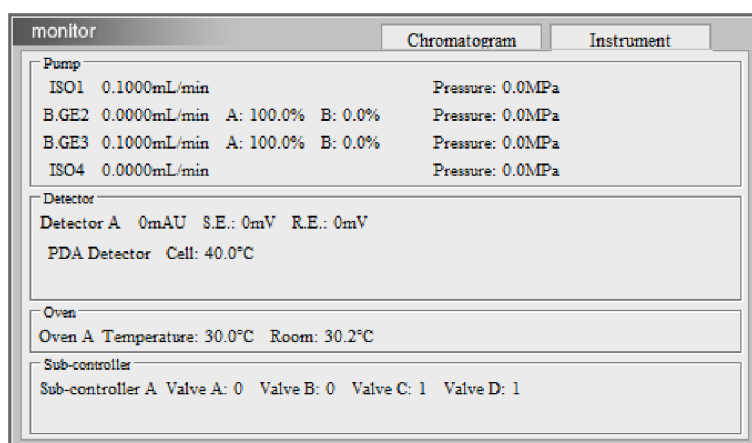 monitor
Chromatogram Instrument
Pump
ISO1 0.1000mL/min Pressure: 0.0MPa
B.GE2 0.0000mL/min A: 100.0% B: 0.0% Pressure: 0.0MPa
B.GE3 0.1000mL/min A: 100.0% B: 0.0% Pressure: 0.0MPa
ISO4 0.0000mL/min Pressure: 0.0MPa
Detector
Detector A 0mAU S.E.: 0mV R.E.: 0mV
PDA Detector Cell: 40.0°C
Oven
Oven A Temperature: 30.0°C Room: 30.2°C
Sub-controller
Sub-controller A Valve A: 0 Valve B: 0 Valve C: 1 Valve D: 1